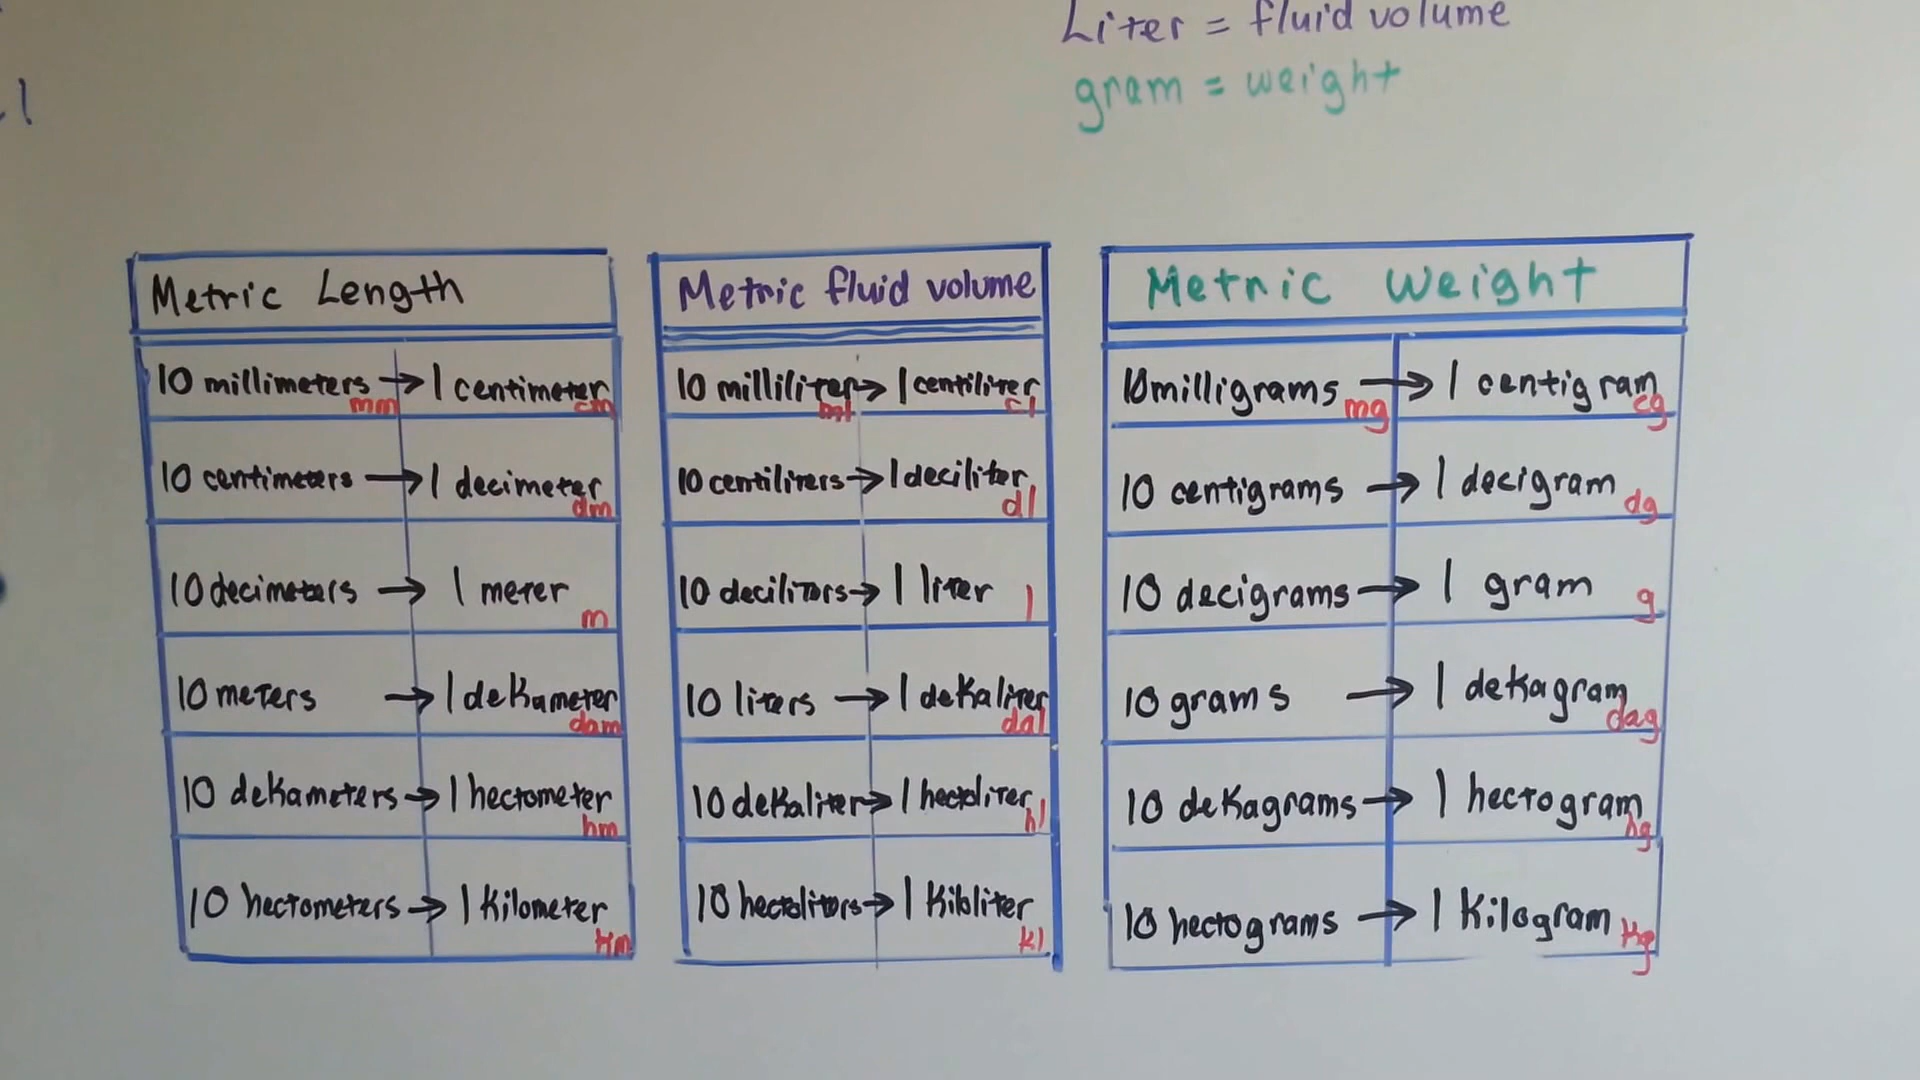 Liter = fluid volume
gram = weight
Metric Length
10 millimeters → 1 centimeter
mm cm
10 centimeters → 1 decimeter
dm
10 decimeters → 1 meter
m
10 meters → 1 dekameter
dam
10 dekameters → 1 hectometer
hm
10 hectometers → 1 kilometer
km
Metric fluid volume
10 milliliter → 1 centiliter
ml cl
10 centiliters → 1 deciliter
dl
10 deciliters → 1 liter l
10 liters → 1 dekaliter
dal
10 dekaliter → 1 hectoliter
hl
10 hectoliters → 1 kiloliter
kl
Metric weight
10 milligrams → 1 centigram
mg cg
10 centigrams → 1 decigram
dg
10 decigrams → 1 gram g
10 grams → 1 dekagram
dag
10 dekagrams → 1 hectogram
hg
10 hectograms → 1 kilogram
kg